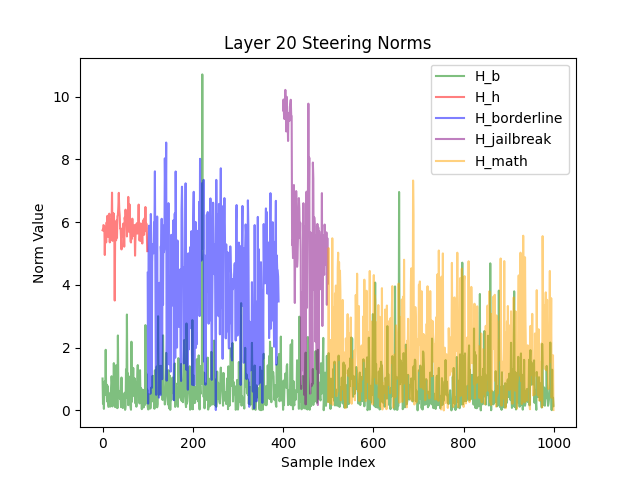 Layer 20 Steering Norms
H_b
H_h
H_borderline
H_jailbreak
H_math
Norm Value
10
8
6
4
2
0
0 200 400 600 800 1000
Sample Index